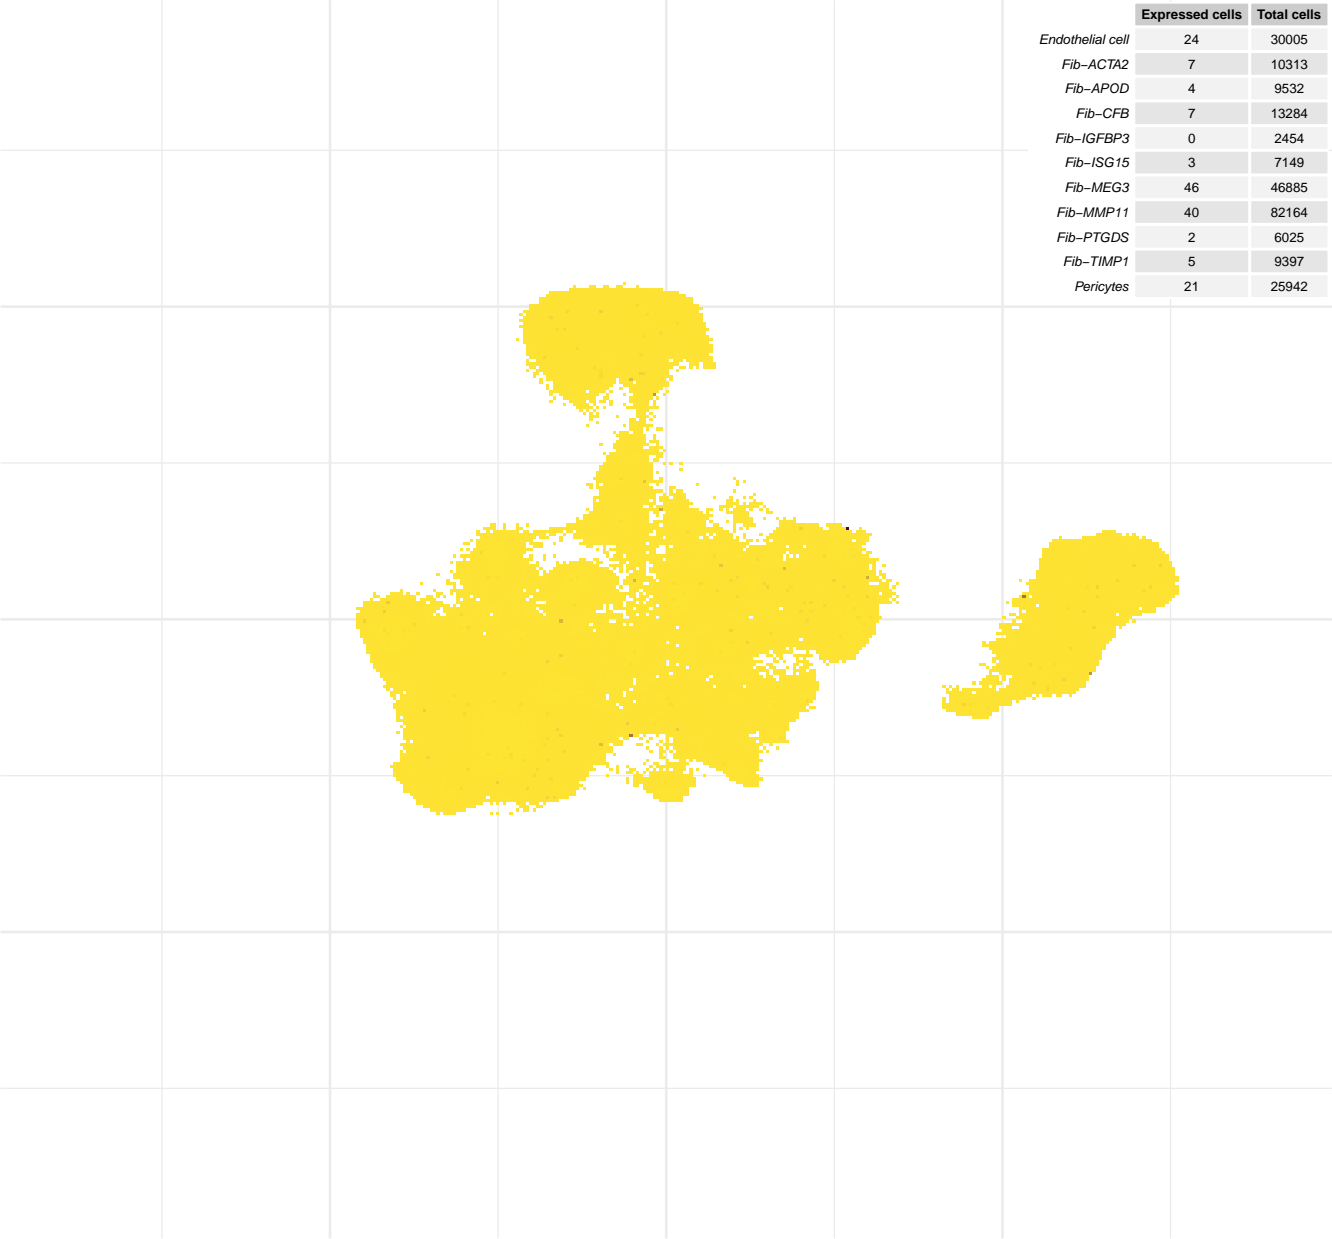 Expressed cells Total cells
Endothelial cell 24 30005
Fib−ACTA2 7 10313
Fib−APOD 4 9532
Fib−CFB 7 13284
Fib−IGFBP3 0 2454
Fib−ISG15 3 7149
Fib−MEG3 46 46885
Fib−MMP11 40 82164
Fib−PTGDS 2 6025
Fib−TIMP1 5 9397
Pericytes 21 25942